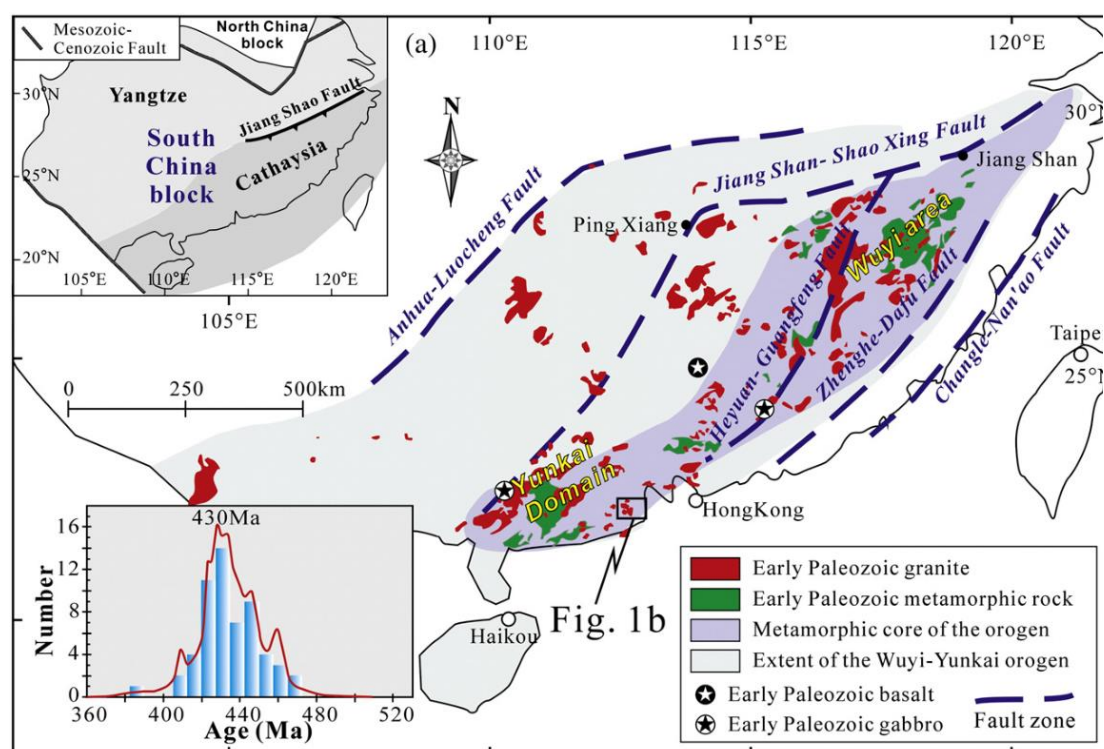 Mesozoic-
Cenozoic Fault
North China
block
Yangtze
Jiang Shao Fault
South
China
block
Cathaysia
30°N
25°N
20°N
105°E
110°E
115°E
120°E
(a)
110°E
115°E
120°E
105°E
30°N
25°N
N
Anhua-Luocheng Fault
Jiang Shan- Shao Xing Fault
Jiang Shan
Ping Xiang
Wuyi area
Heyuan- Guangfeng Fault
Zhenghe-Dafu Fault
Changle-Nan'ao Fault
Taipe
0
250
500km
Yunkai
Domain
HongKong
Haikou
Fig. 1b
430Ma
Number
16
12
8
4
0
360
400
440
480
520
Age (Ma)
Early Paleozoic granite
Early Paleozoic metamorphic rock
Metamorphic core of the orogen
Extent of the Wuyi-Yunkai orogen
Early Paleozoic basalt
Early Paleozoic gabbro
Fault zone